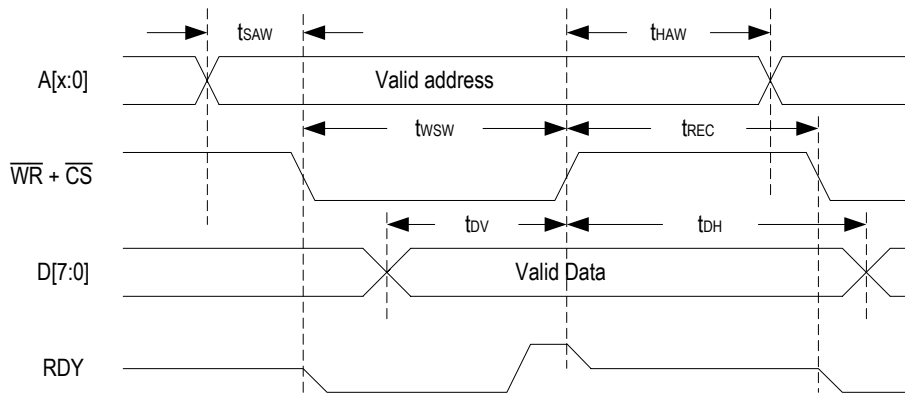 tSAW tHAW
A[x:0] Valid address
tWSW tREC
WR + CS
tDV tDH
D[7:0] Valid Data
RDY